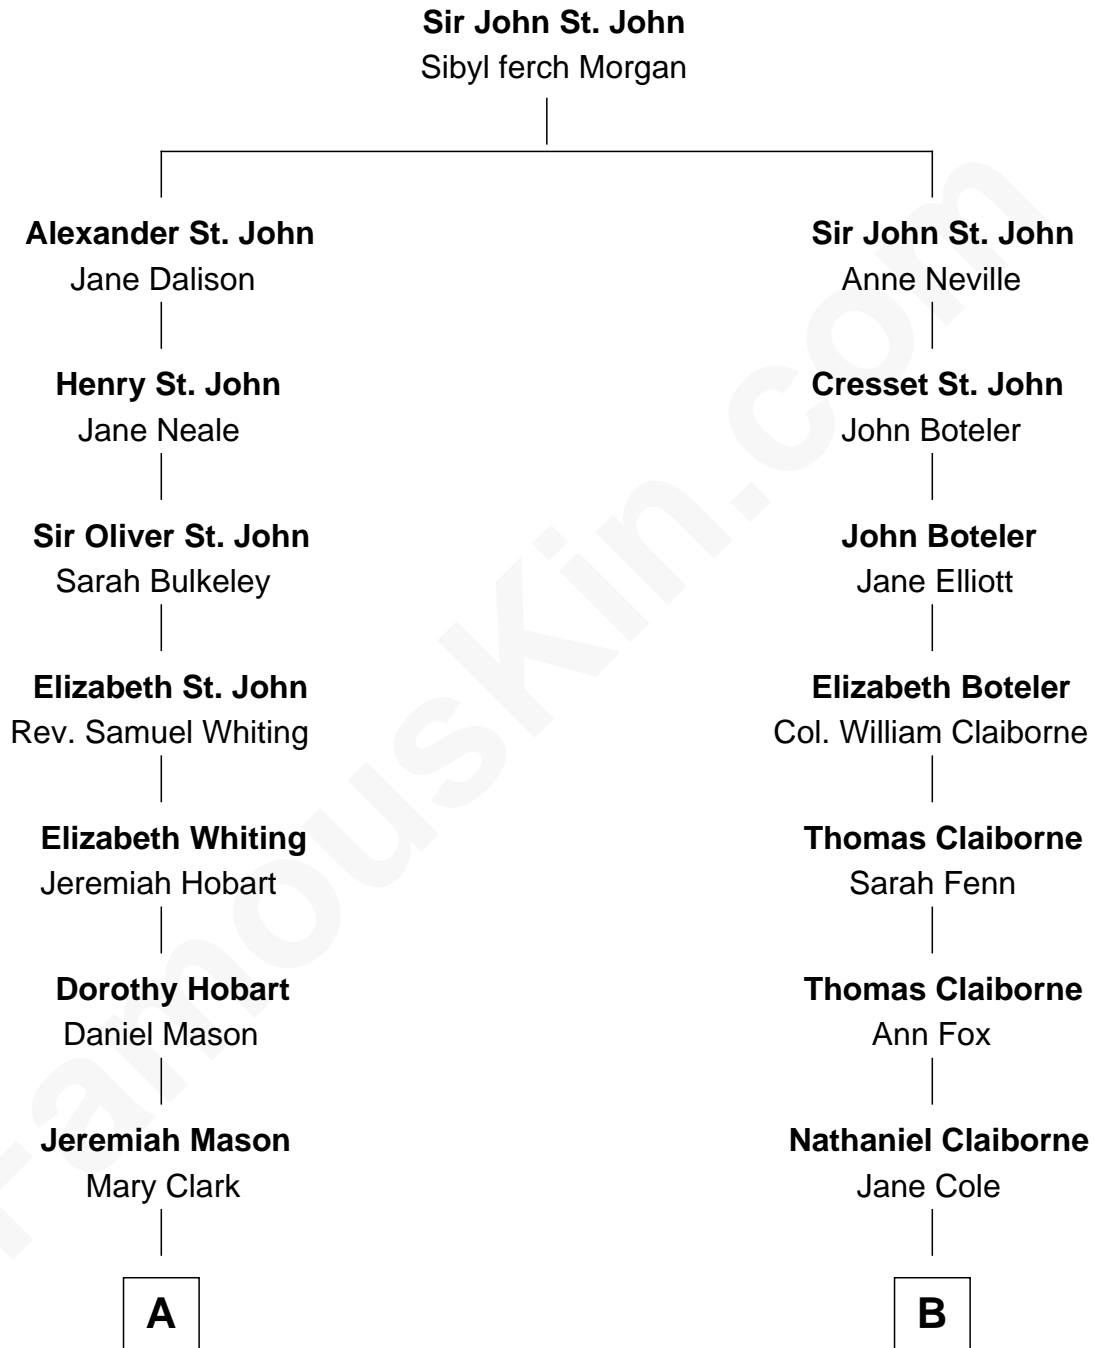 Sir John St. John
Sibyl ferch Morgan
Alexander St. John
Jane Dalison
Sir John St. John
Anne Neville
Henry St. John
Jane Neale
Cresset St. John
John Boteler
Sir Oliver St. John
Sarah Bulkeley
John Boteler
Jane Elliott
Elizabeth St. John
Rev. Samuel Whiting
Elizabeth Boteler
Col. William Claiborne
Elizabeth Whiting
Jeremiah Hobart
Thomas Claiborne
Sarah Fenn
Dorothy Hobart
Daniel Mason
Thomas Claiborne
Ann Fox
Jeremiah Mason
Mary Clark
Nathaniel Claiborne
Jane Cole
A
B
FamousKin.com